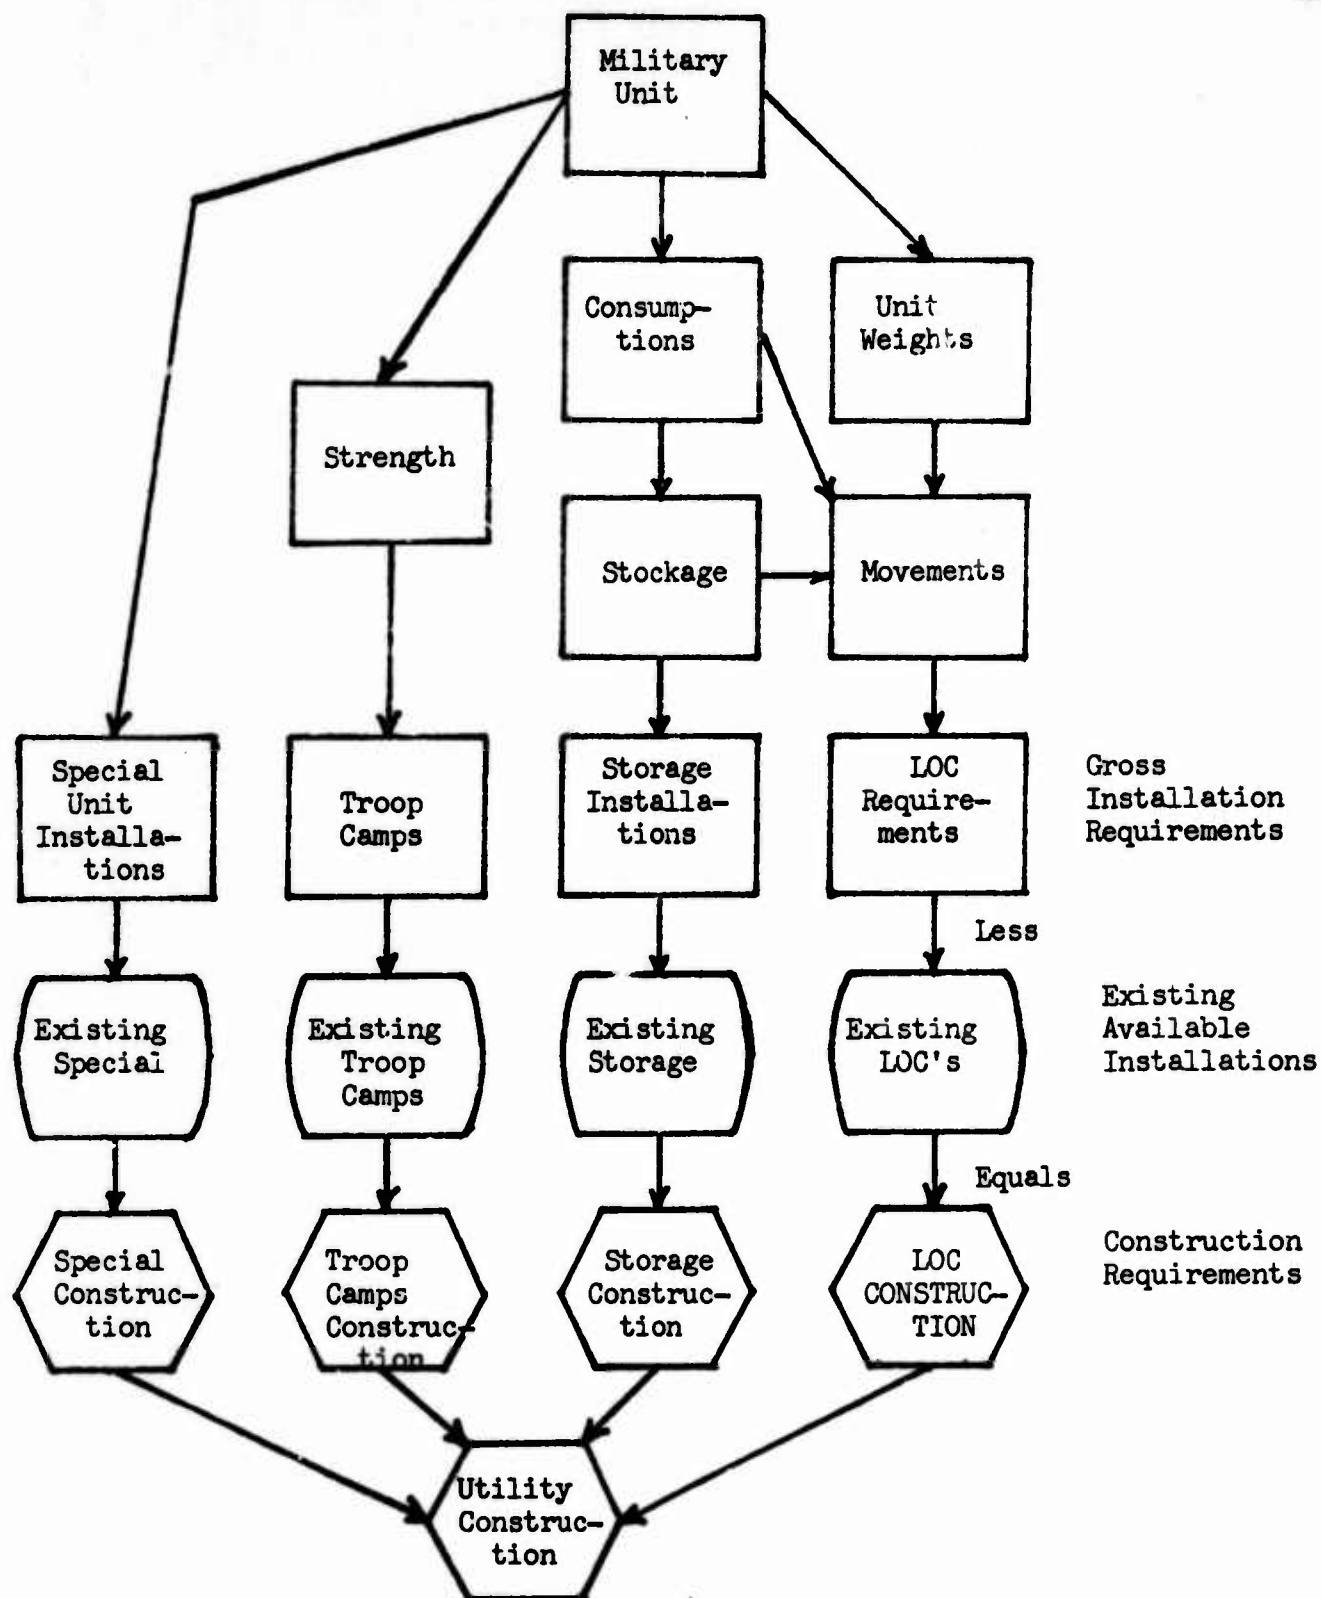 Military
Unit
Consump-
tions
Unit
Weights
Strength
Stockage
Movements
Special
Unit
Installa-
tions
Troop
Camps
Storage
Installa-
tions
LOC
Require-
ments
Gross
Installation
Requirements
Less
Existing
Special
Existing
Troop
Camps
Existing
Storage
Existing
LOC's
Existing
Available
Installations
Equals
Special
Construc-
tion
Troop
Camps
Construc-
tion
Storage
Construc-
tion
LOC
CONSTRUC-
TION
Construction
Requirements
Utility
Construc-
tion